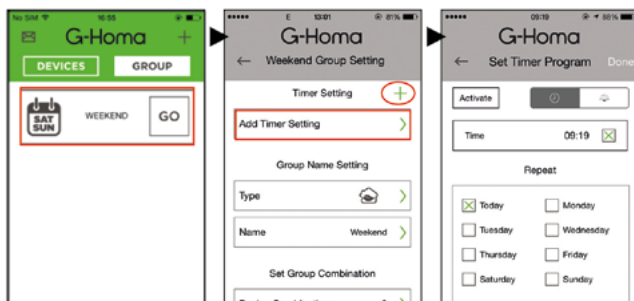 No SIM 16:55
G-Homa
DEVICES GROUP
SAT
SUN
WEEKEND GO
E 10:01 81%
G-Homa
Weekend Group Setting
Timer Setting
Add Timer Setting
Group Name Setting
Type
Name Weekend
Set Group Combination
09:19 88%
G-Homa
Set Timer Program Done
Activate
Time 09:19
Repeat
Today Monday
Tuesday Wednesday
Thursday Friday
Saturday Sunday